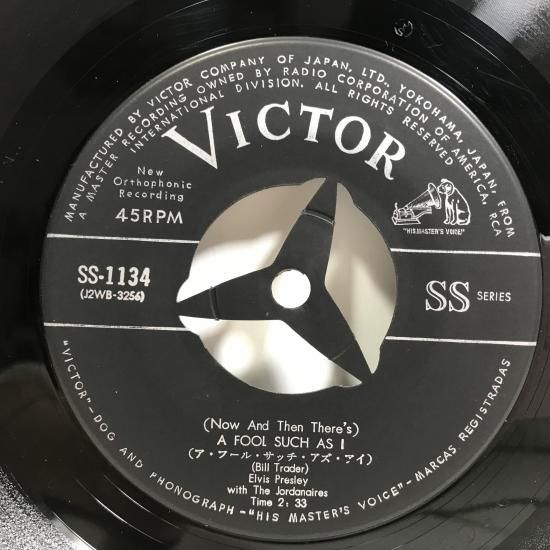 MANUFACTURED BY VICTOR COMPANY OF JAPAN, LTD., YOKOHAMA, JAPAN, FROM
A MASTER RECORDING OWNED BY RADIO CORPORATION OF AMERICA, RCA
INTERNATIONAL DIVISION. ALL RIGHTS RESERVED
VICTOR
New
Orthophonic
Recording
45RPM
"HIS MASTER'S VOICE"
SS-1134
(J2WB-3256)
SS SERIES
(Now And Then There's)
A FOOL SUCH AS I
(ア・フール・サッチ・アズ・アイ)
(Bill Trader)
Elvis Presley
with The Jordanaires
Time 2: 33
"VICTOR"-DOG AND PHONOGRAPH-"HIS MASTER'S VOICE"-MARCAS REGISTRADAS